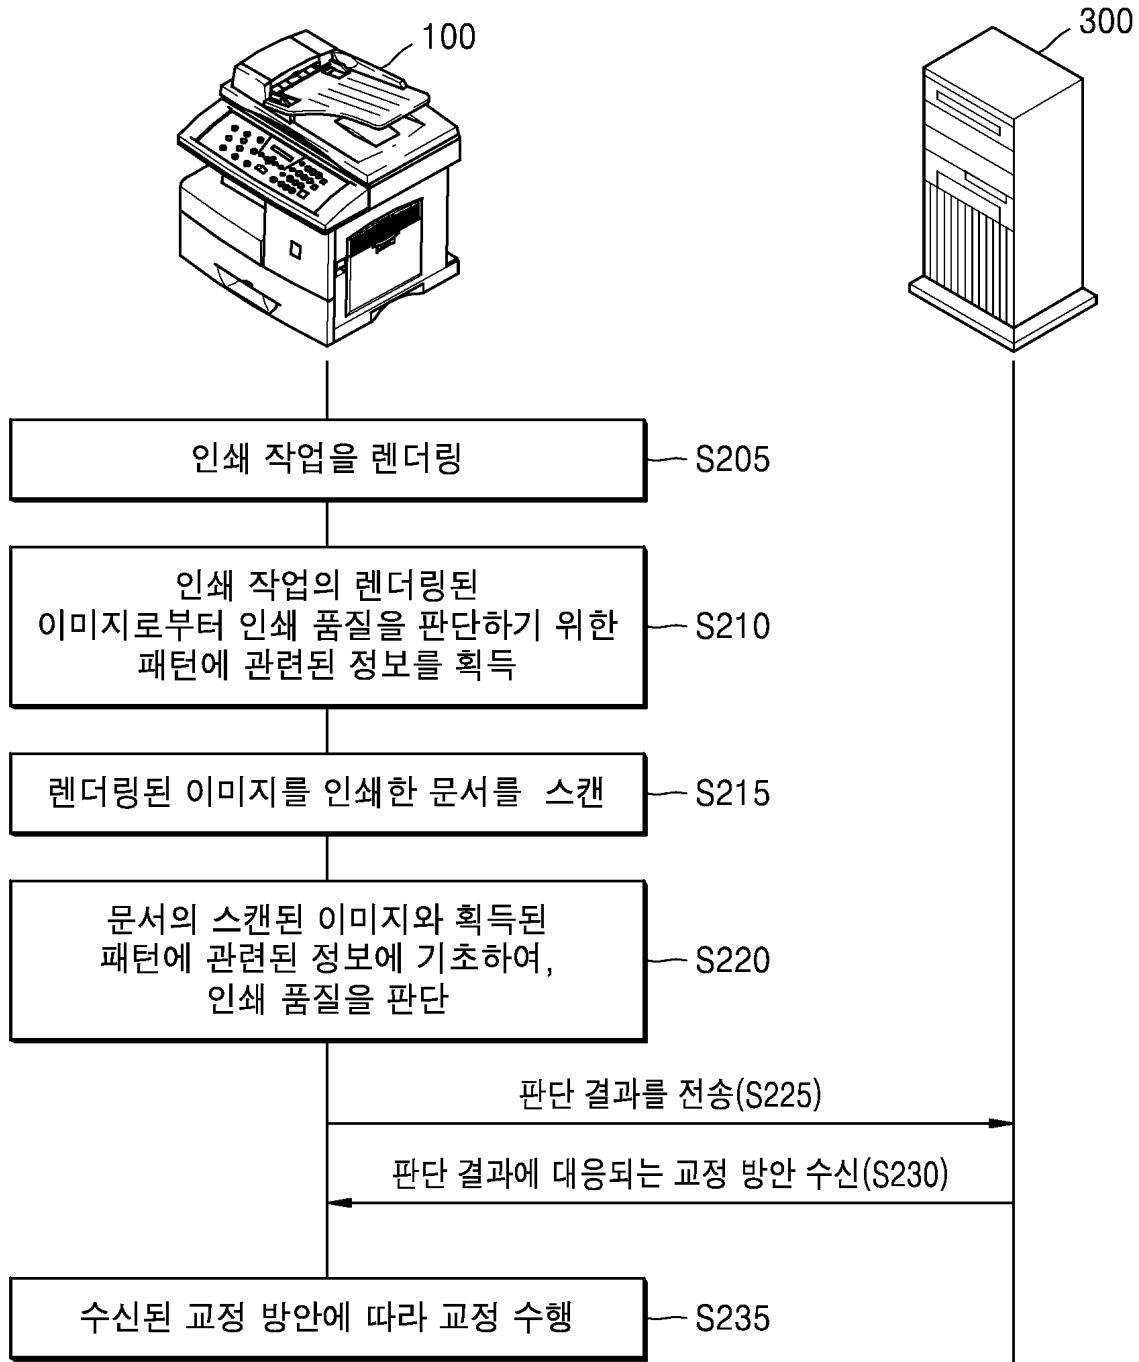 100
300
인쇄 작업을 렌더링
S205
인쇄 작업의 렌더링된
이미지로부터 인쇄 품질을 판단하기 위한
패턴에 관련된 정보를 획득
S210
렌더링된 이미지를 인쇄한 문서를 스캔
S215
문서의 스캔된 이미지와 획득된
패턴에 관련된 정보에 기초하여,
인쇄 품질을 판단
S220
판단 결과를 전송(S225)
판단 결과에 대응되는 교정 방안 수신(S230)
수신된 교정 방안에 따라 교정 수행
S235